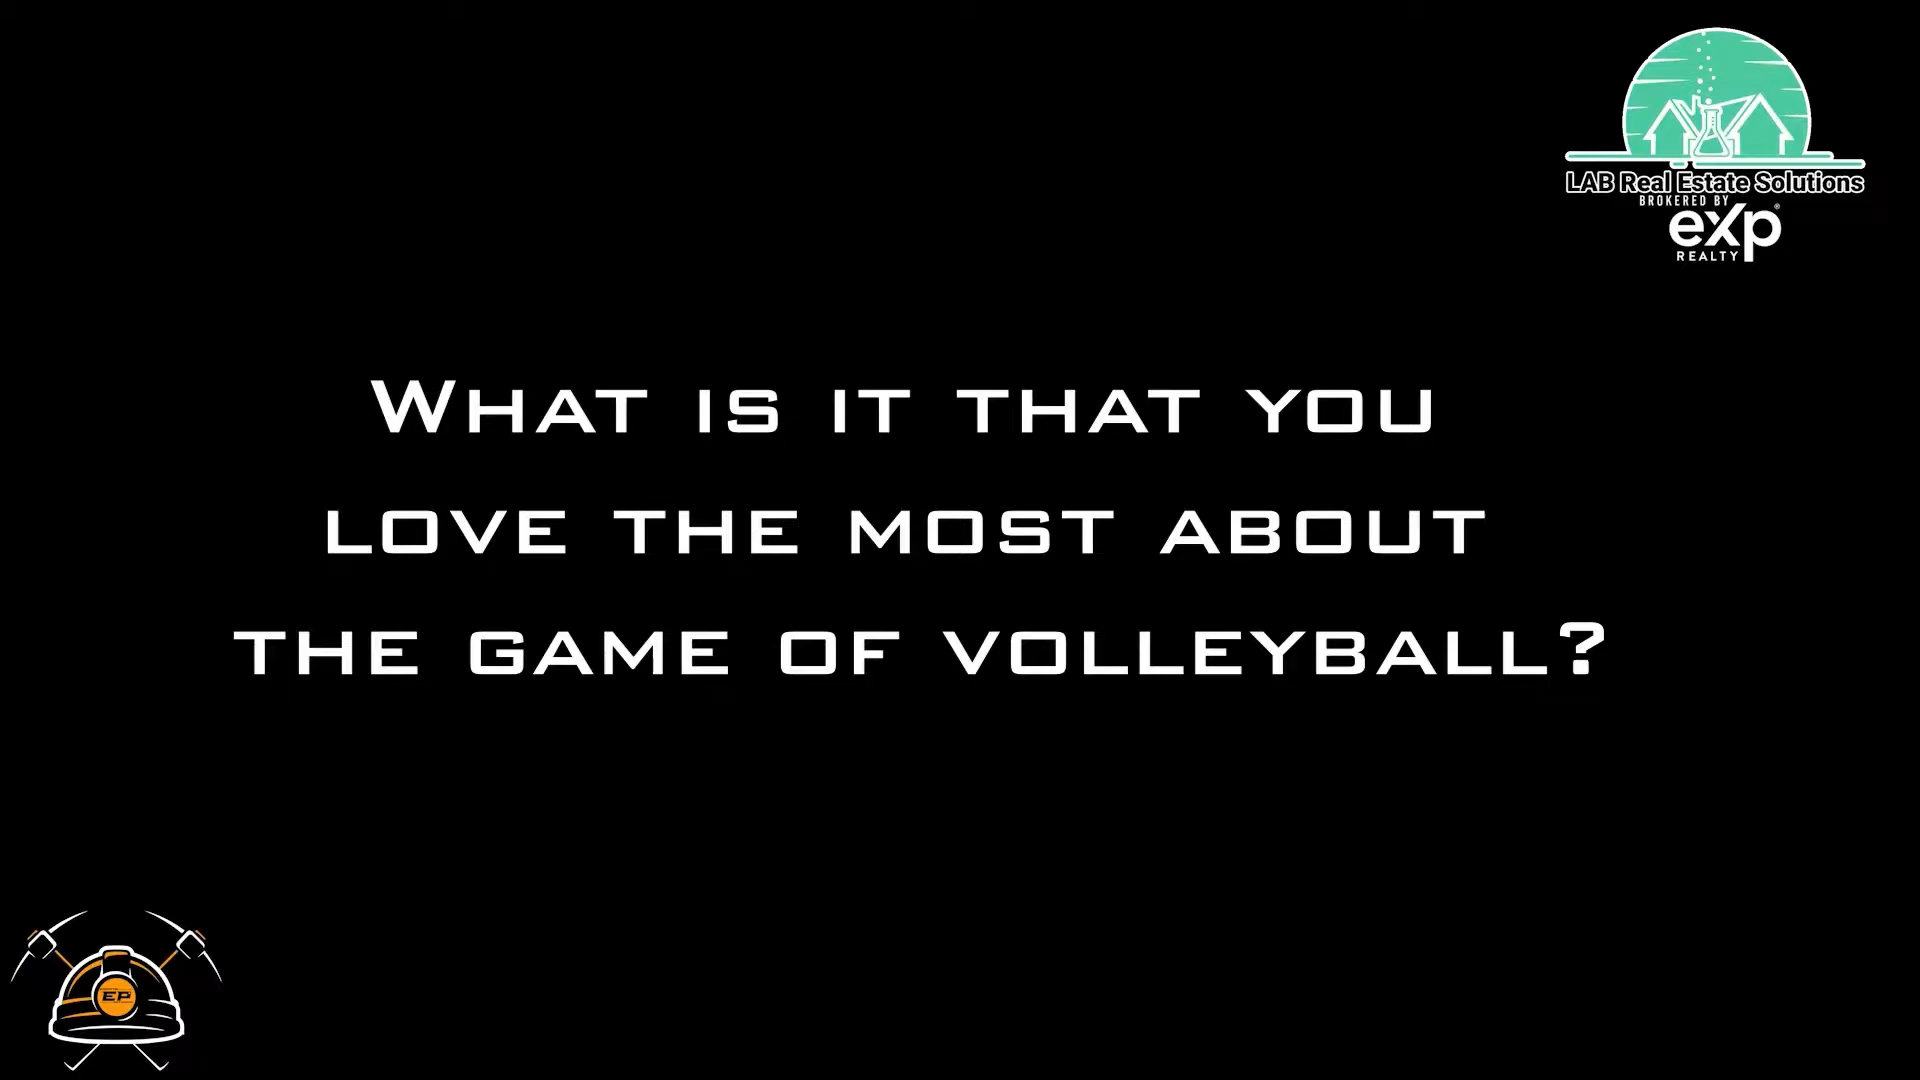 LAB Real Estate Solutions
BROKERED BY
eXp®
REALTY
What is it that you
love the most about
the game of volleyball?
EP